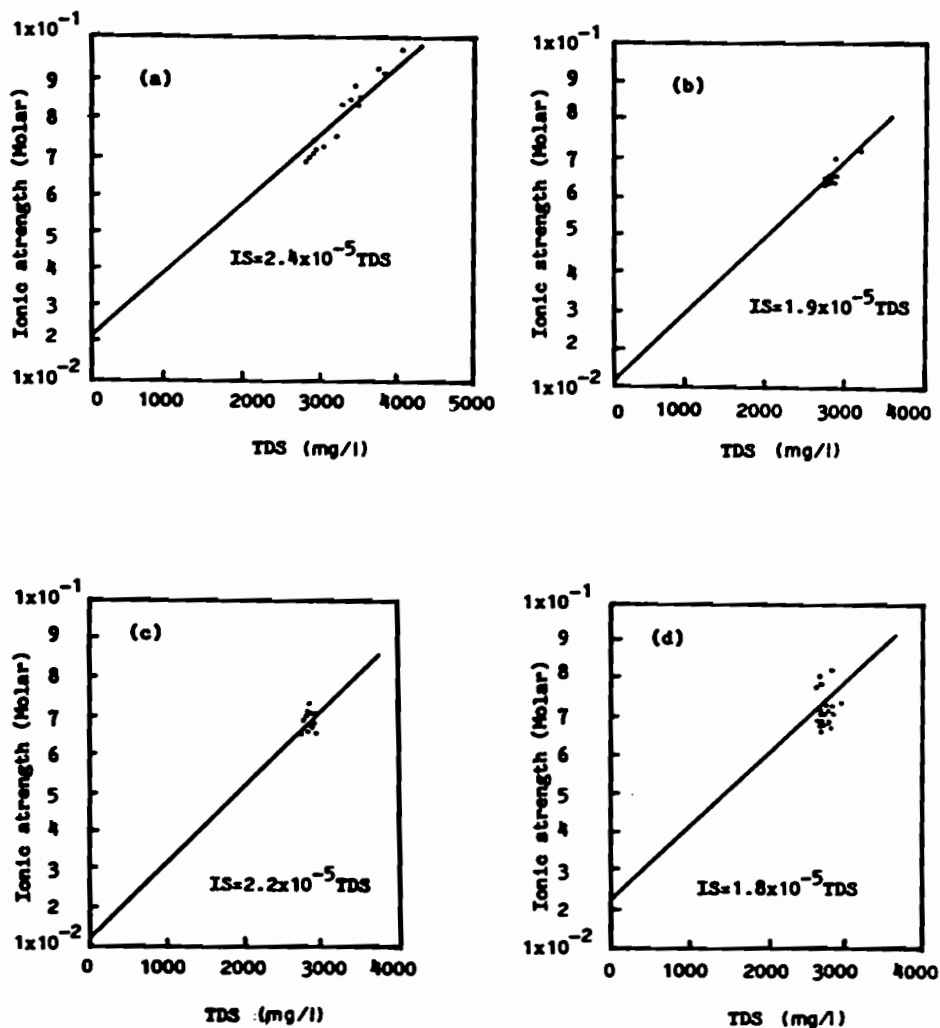 1x10-1
9
8
7
6
5
4
3
2
1x10-2
Ionic atrength (Molar)
(a)
IS=2.4x10-5TDS
0 1000 2000 3000 4000 5000
TDS (mg/l)
1x10-1
9
8
7
6
5
4
3
2
1x10-2
Ionic strength (Molar)
(b)
IS=1.9x10-5TDS
0 1000 2000 3000 4000
TDS (mg/l)
1x10-1
9
8
7
6
5
4
3
2
1x10-2
Ionic atrength (Molar)
(c)
IS=2.2x10-5TDS
0 1000 2000 3000 4000
TDS (mg/l)
1x10-1
9
8
7
6
5
4
3
2
1x10-2
Ionic atrength (Molar)
(d)
IS=1.8x10-5TDS
0 1000 2000 3000 4000
TDS (mg/l)